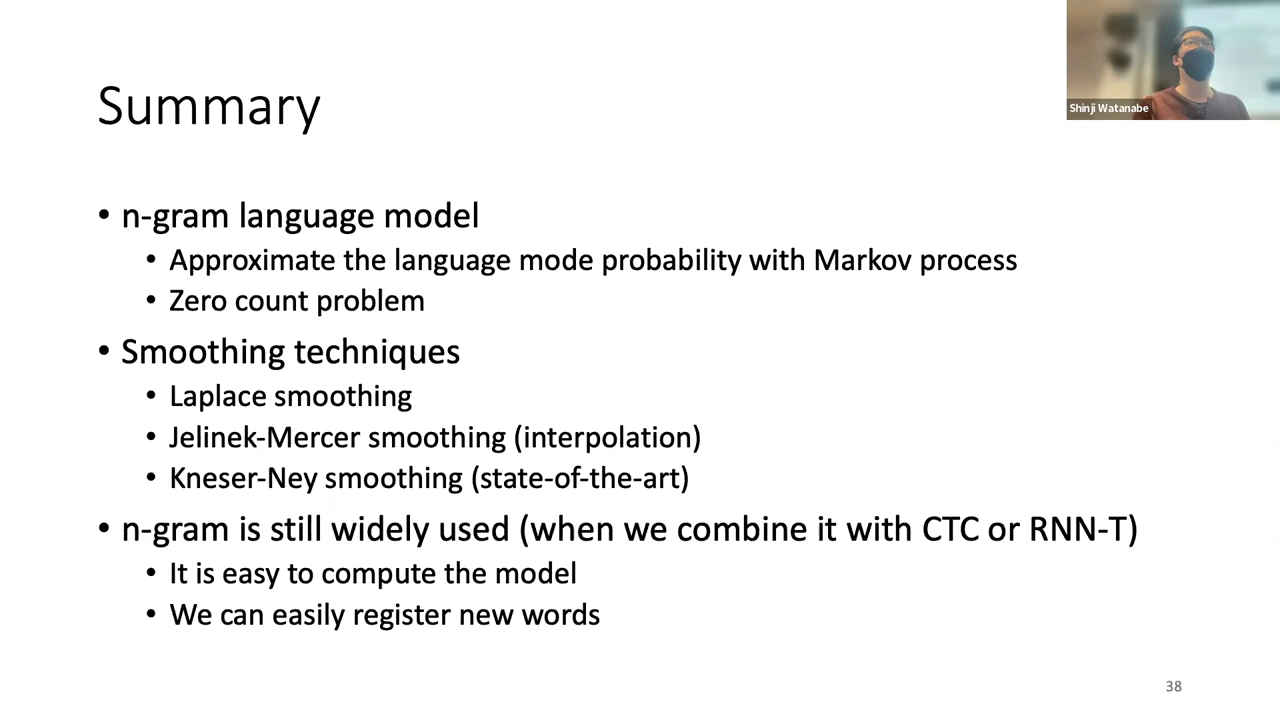 Shinji Watanabe
Summary
• n-gram language model
• Approximate the language mode probability with Markov process
• Zero count problem
• Smoothing techniques
• Laplace smoothing
• Jelinek-Mercer smoothing (interpolation)
• Kneser-Ney smoothing (state-of-the-art)
• n-gram is still widely used (when we combine it with CTC or RNN-T)
• It is easy to compute the model
• We can easily register new words
38